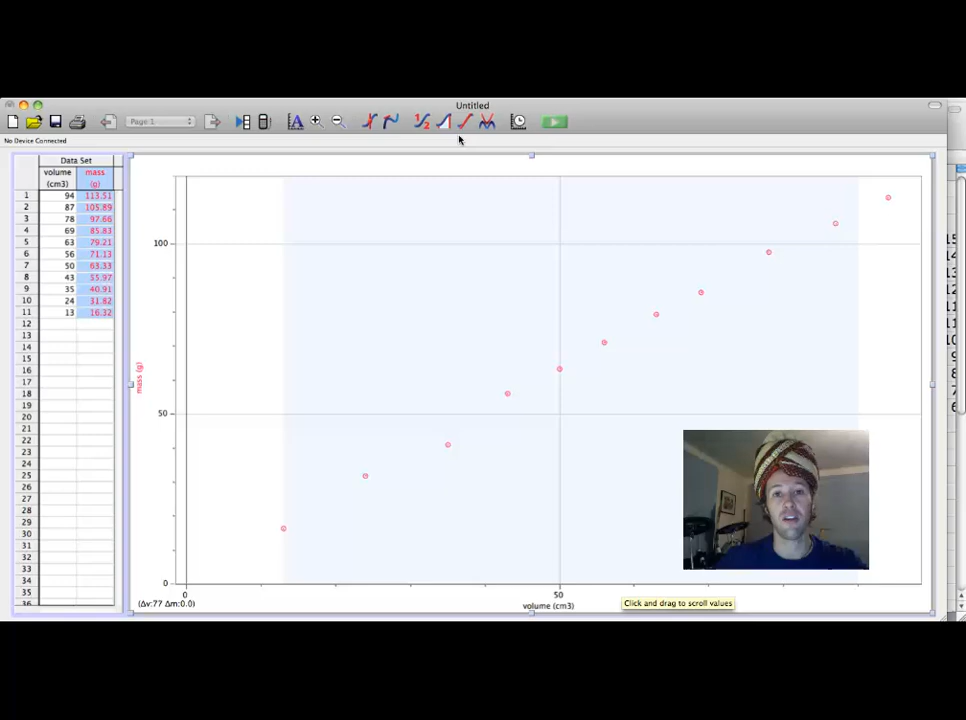 Untitled
Page 1
No Device Connected
Data Set
volume (cm3) mass (g)
1 94 113.51
2 87 105.89
3 78 97.66
4 69 85.83
5 63 79.21
6 56 71.13
7 50 63.33
8 43 55.97
9 35 40.91
10 24 31.82
11 13 16.32
12
13
14
15
16
17
18
19
20
21
22
23
24
25
26
27
28
29
30
31
32
33
34
35
36
100
50
0
mass (g)
0
50
volume (cm3)
(Δv:77 Δm:0.0)
Click and drag to scroll values